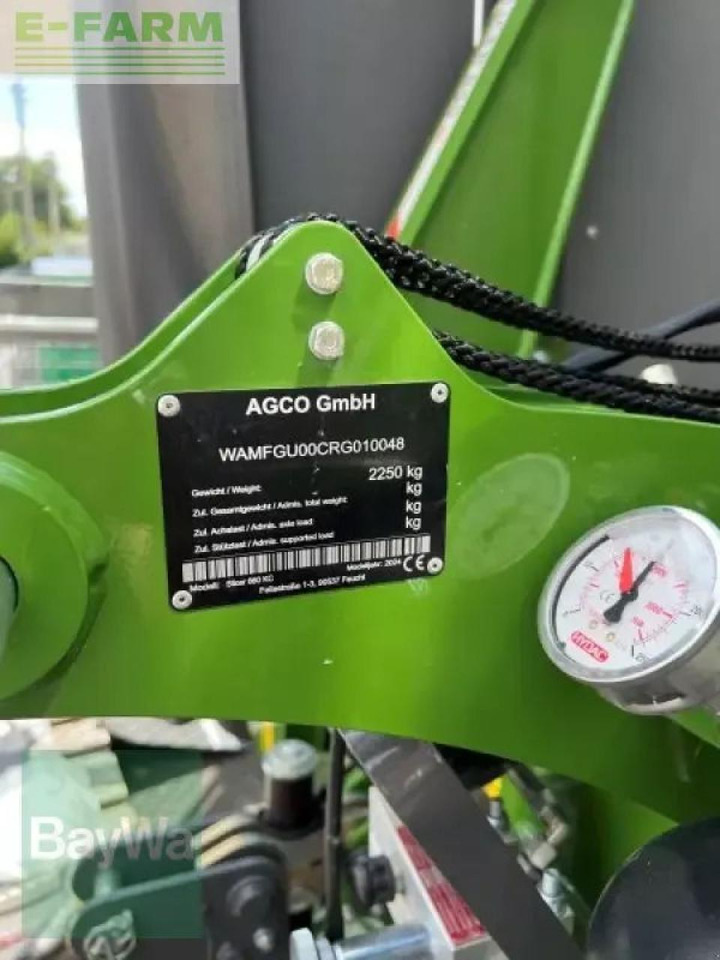 E-FARM
AGCO GmbH
WAMFGU00CRG010048
Gewicht / Weight: 2250 kg
Zul. Gesamtgewicht / Admis. total weight: kg
Zul. Achslast / Admis. axle load kg
Zul. Stützlast / Admis. supported load kg
Modell: Slicer 860 KC Modelljahr: 2024 CE
Fellastraße 1-3, 90537 Feucht
HYDAC
BayWa